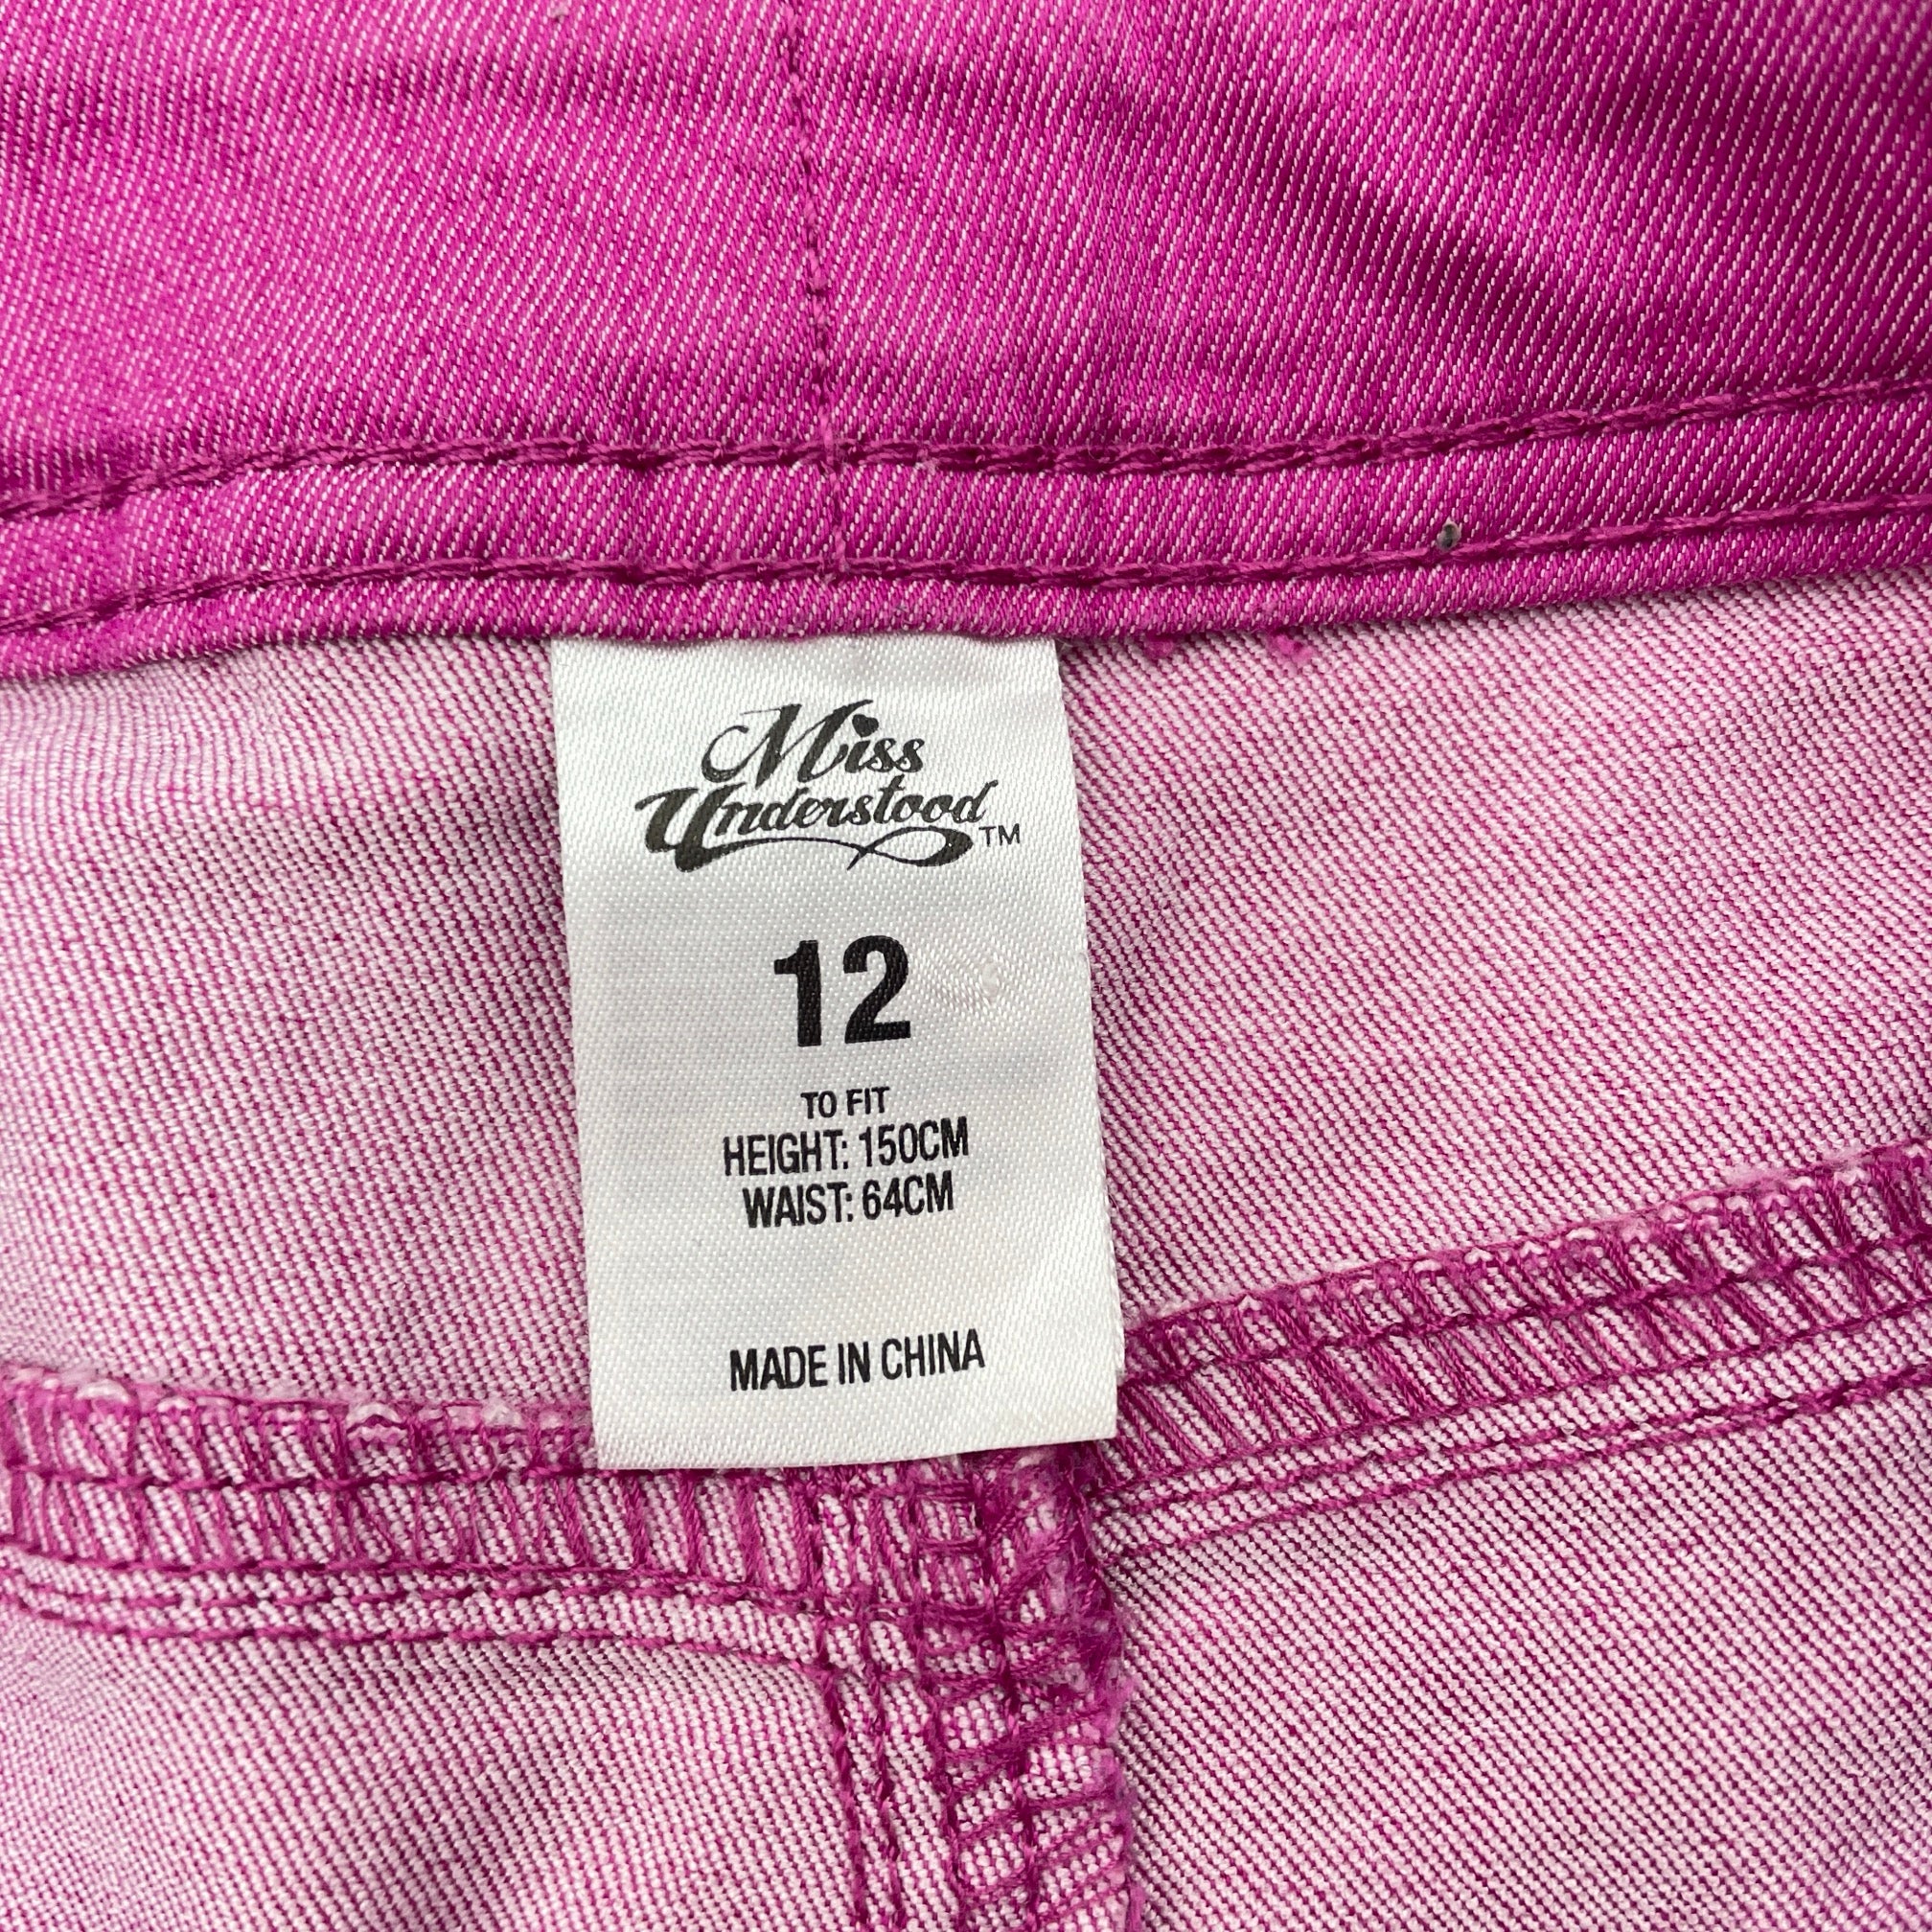 Miss
Understood™
12
TO FIT
HEIGHT: 150CM
WAIST: 64CM
MADE IN CHINA